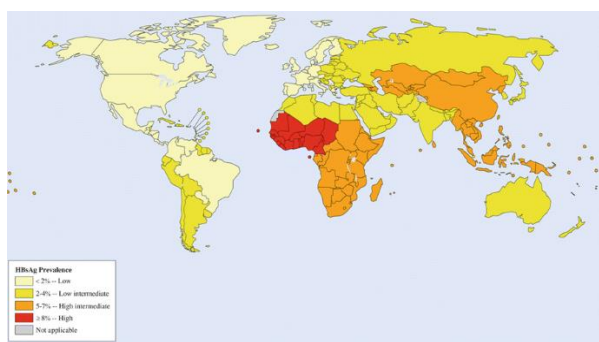 HBsAg Prevalence
< 2% -- Low
2-4% -- Low intermediate
5-7% -- High intermediate
≥ 8% -- High
Not applicable